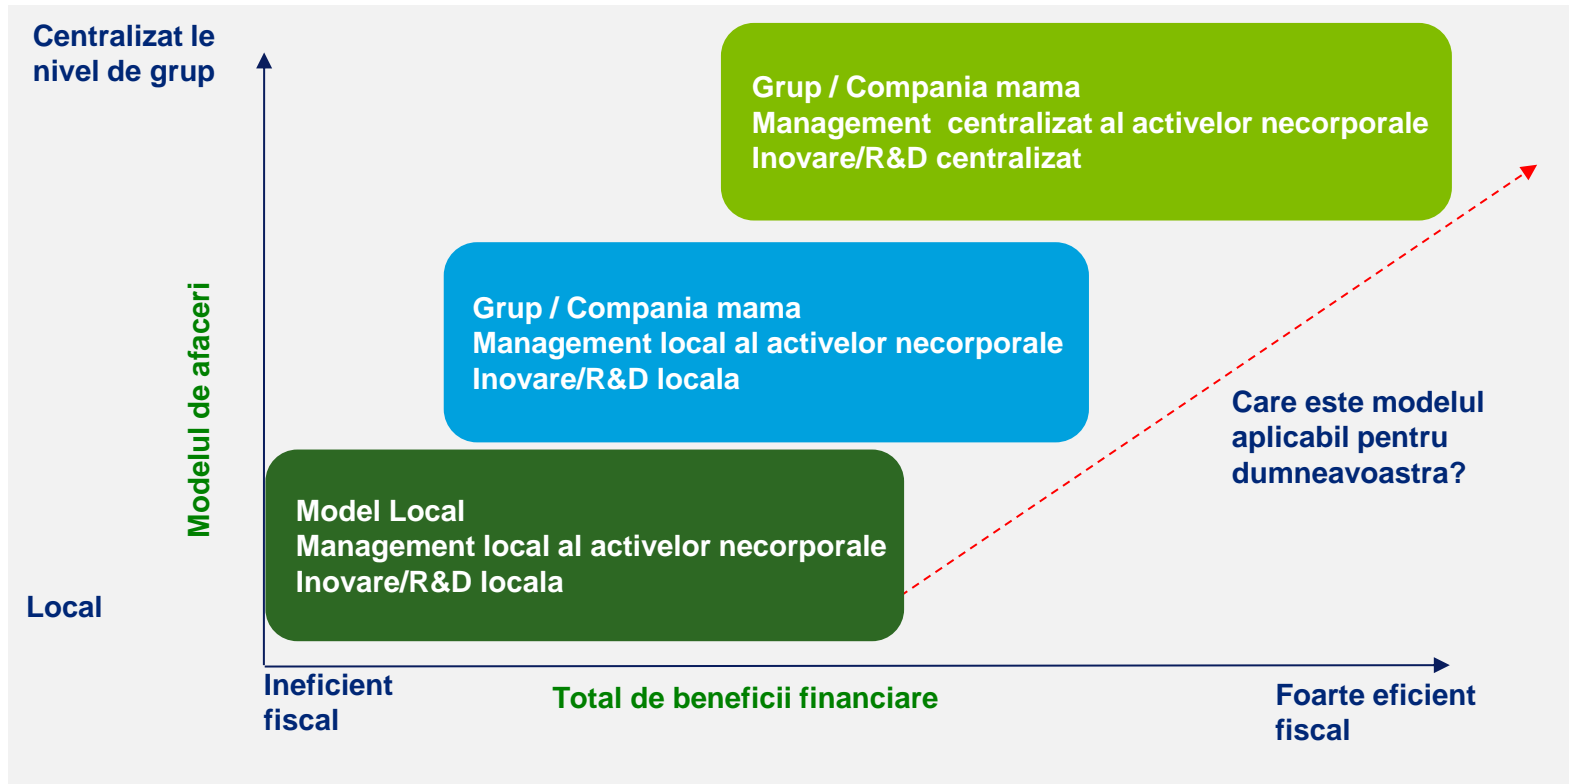 Centralizat le
nivel de grup
Grup / Compania mama
Management centralizat al activelor necorporale
Inovare/R&D centralizat
Modelul de afaceri
Grup / Compania mama
Management local al activelor necorporale
Inovare/R&D locala
Care este modelul
aplicabil pentru
dumneavoastra?
Model Local
Management local al activelor necorporale
Inovare/R&D locala
Local
Ineficient
fiscal
Total de beneficii financiare
Foarte eficient
fiscal